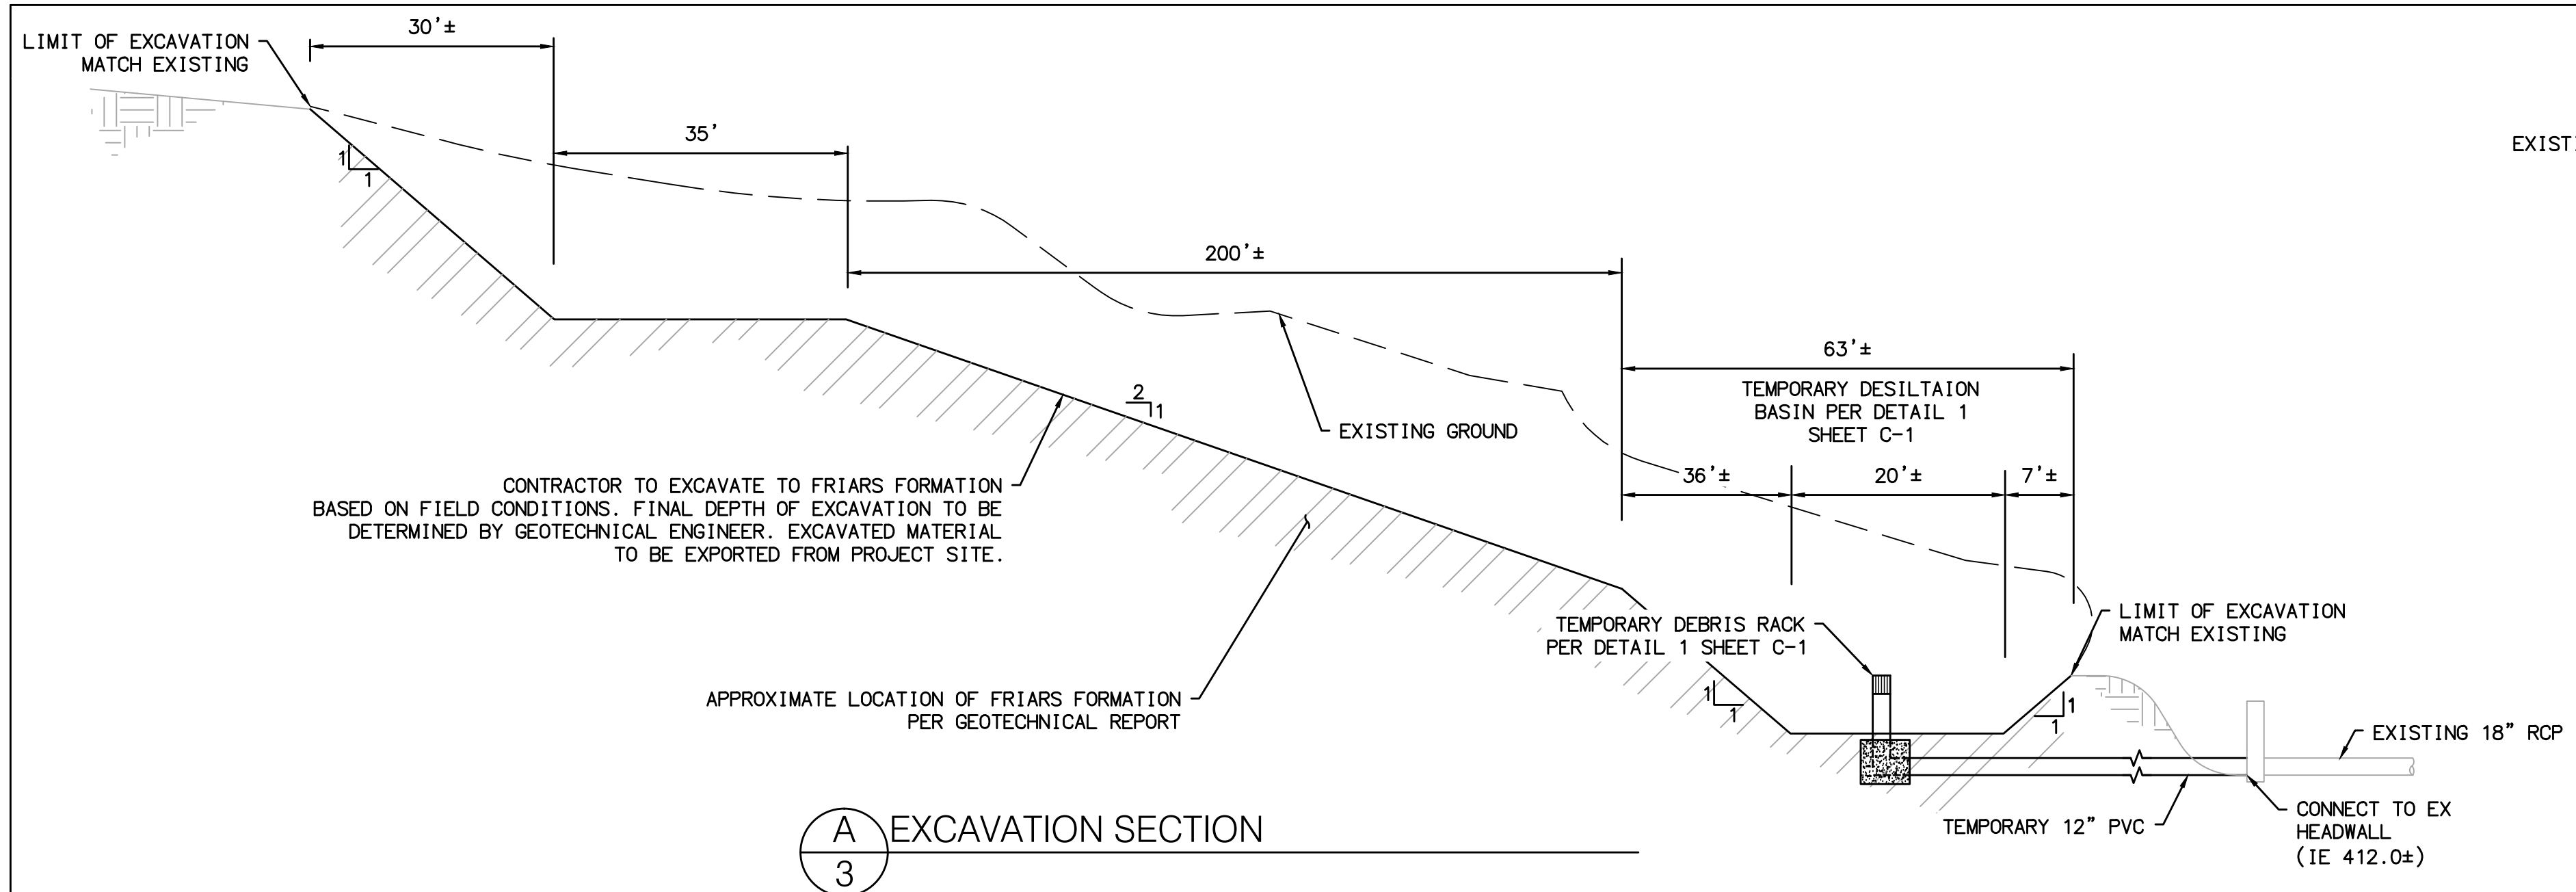 30'±
LIMIT OF EXCAVATION
MATCH EXISTING
35'
1
1
200'±
2
1
63'±
TEMPORARY DESILTAION
BASIN PER DETAIL 1
SHEET C-1
EXISTING GROUND
36'±
20'±
7'±
CONTRACTOR TO EXCAVATE TO FRIARS FORMATION
BASED ON FIELD CONDITIONS. FINAL DEPTH OF EXCAVATION TO BE
DETERMINED BY GEOTECHNICAL ENGINEER. EXCAVATED MATERIAL
TO BE EXPORTED FROM PROJECT SITE.
TEMPORARY DEBRIS RACK
PER DETAIL 1 SHEET C-1
LIMIT OF EXCAVATION
MATCH EXISTING
APPROXIMATE LOCATION OF FRIARS FORMATION
PER GEOTECHNICAL REPORT
1
1
1
1
EXISTING 18" RCP
TEMPORARY 12" PVC
CONNECT TO EX
HEADWALL
(IE 412.0±)
A
3
EXCAVATION SECTION